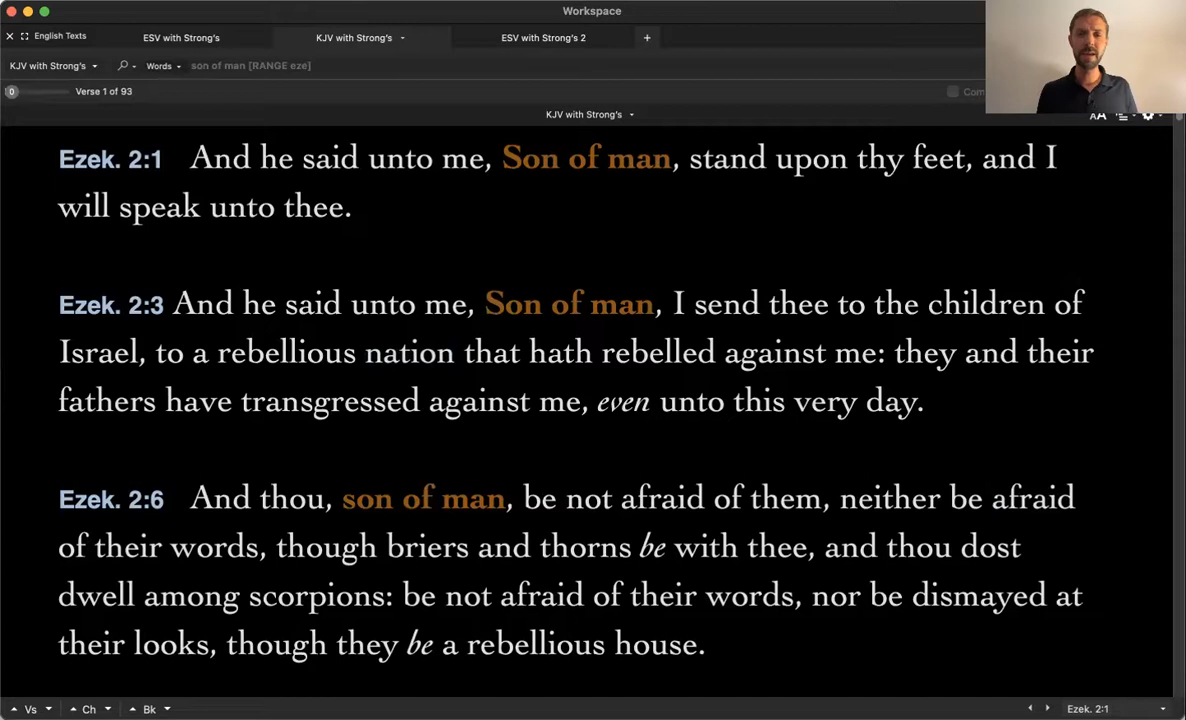 Workspace
English Texts
ESV with Strong's
KJV with Strong's
ESV with Strong's 2
+
KJV with Strong's
Words
son of man [RANGE eze]
0
Verse 1 of 93
Com
KJV with Strong's
AA
Ezek. 2:1 And he said unto me, Son of man, stand upon thy feet, and I
will speak unto thee.
Ezek. 2:3 And he said unto me, Son of man, I send thee to the children of
Israel, to a rebellious nation that hath rebelled against me: they and their
fathers have transgressed against me, even unto this very day.
Ezek. 2:6 And thou, son of man, be not afraid of them, neither be afraid
of their words, though briers and thorns be with thee, and thou dost
dwell among scorpions: be not afraid of their words, nor be dismayed at
their looks, though they be a rebellious house.
Vs
Ch
Bk
Ezek. 2:1